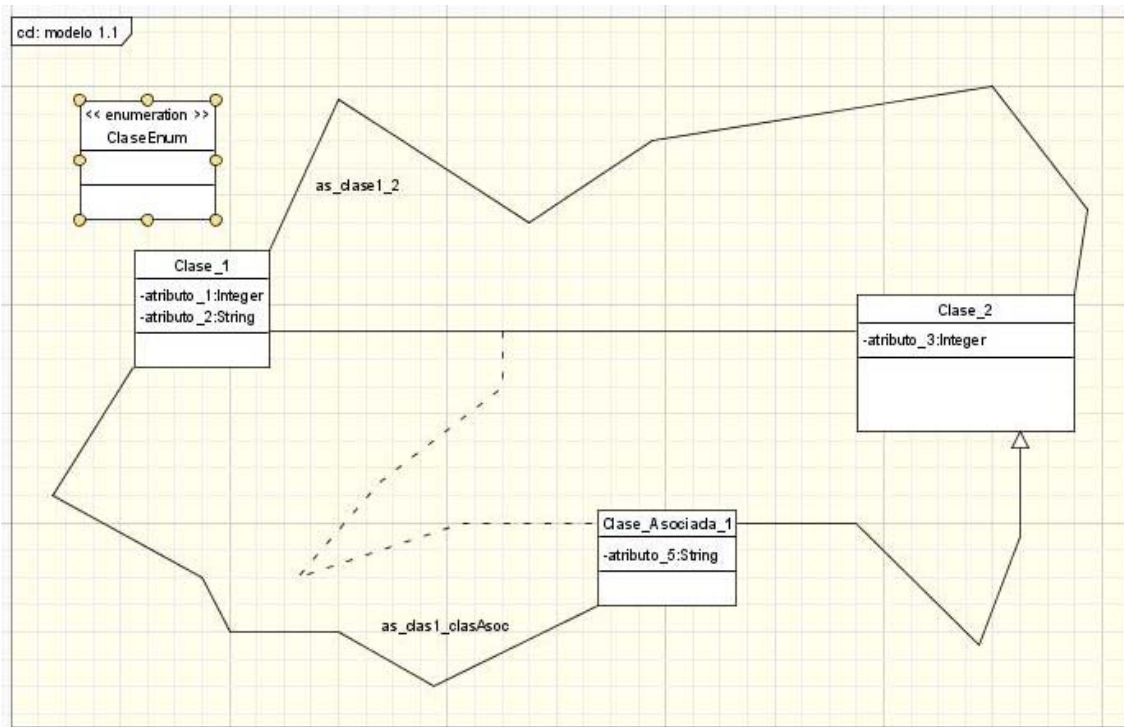 cd: modelo 1.1
<< enumeration >>
ClaseEnum
as_clase1_2
Clase_1
-atributo_1:Integer
-atributo_2:String
Clase_2
-atributo_3:Integer
Clase_Asociada_1
-atributo_5:String
as_clas1_clasAsoc